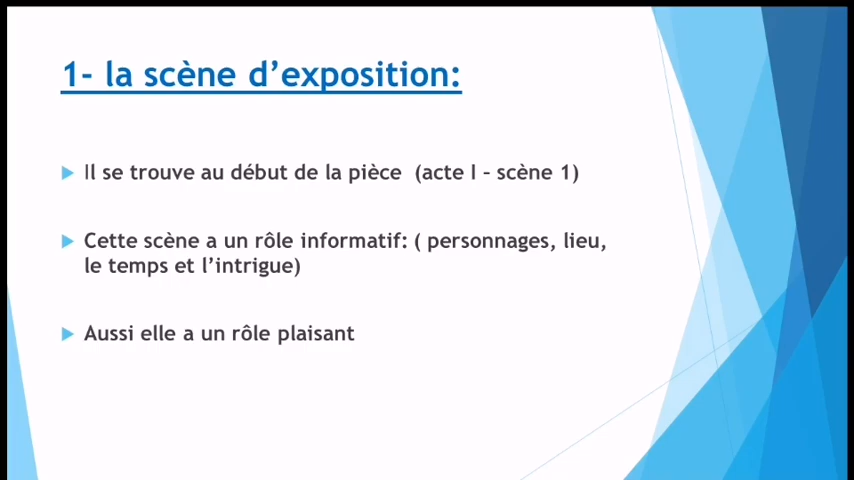 1- la scène d’exposition:
Il se trouve au début de la pièce (acte I – scène 1)
Cette scène a un rôle informatif: ( personnages, lieu,
le temps et l’intrigue)
Aussi elle a un rôle plaisant